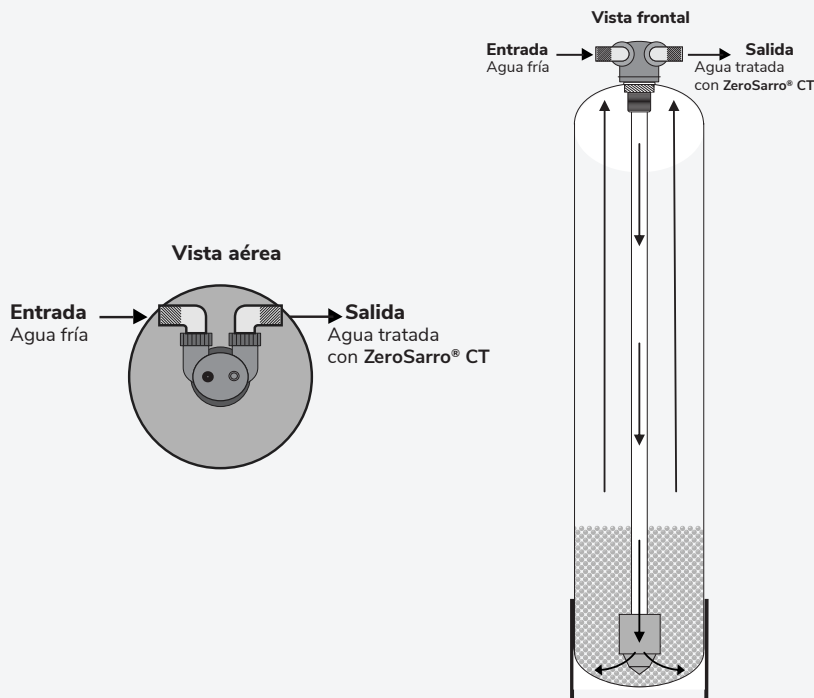 Vista frontal
Entrada
Agua fría
Salida
Agua tratada
con ZeroSarro® CT
Vista aérea
Entrada
Agua fría
Salida
Agua tratada
con ZeroSarro® CT